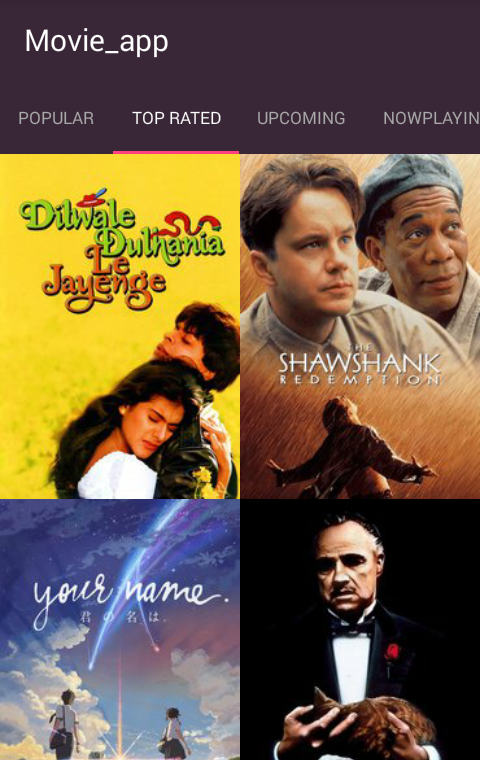 Movie_app
POPULAR TOP RATED UPCOMING NOWPLAYIN
Dilwale
Dulhania
Le
Jayenge
THE
SHAWSHANK
REDEMPTION
your name.
君の名は。